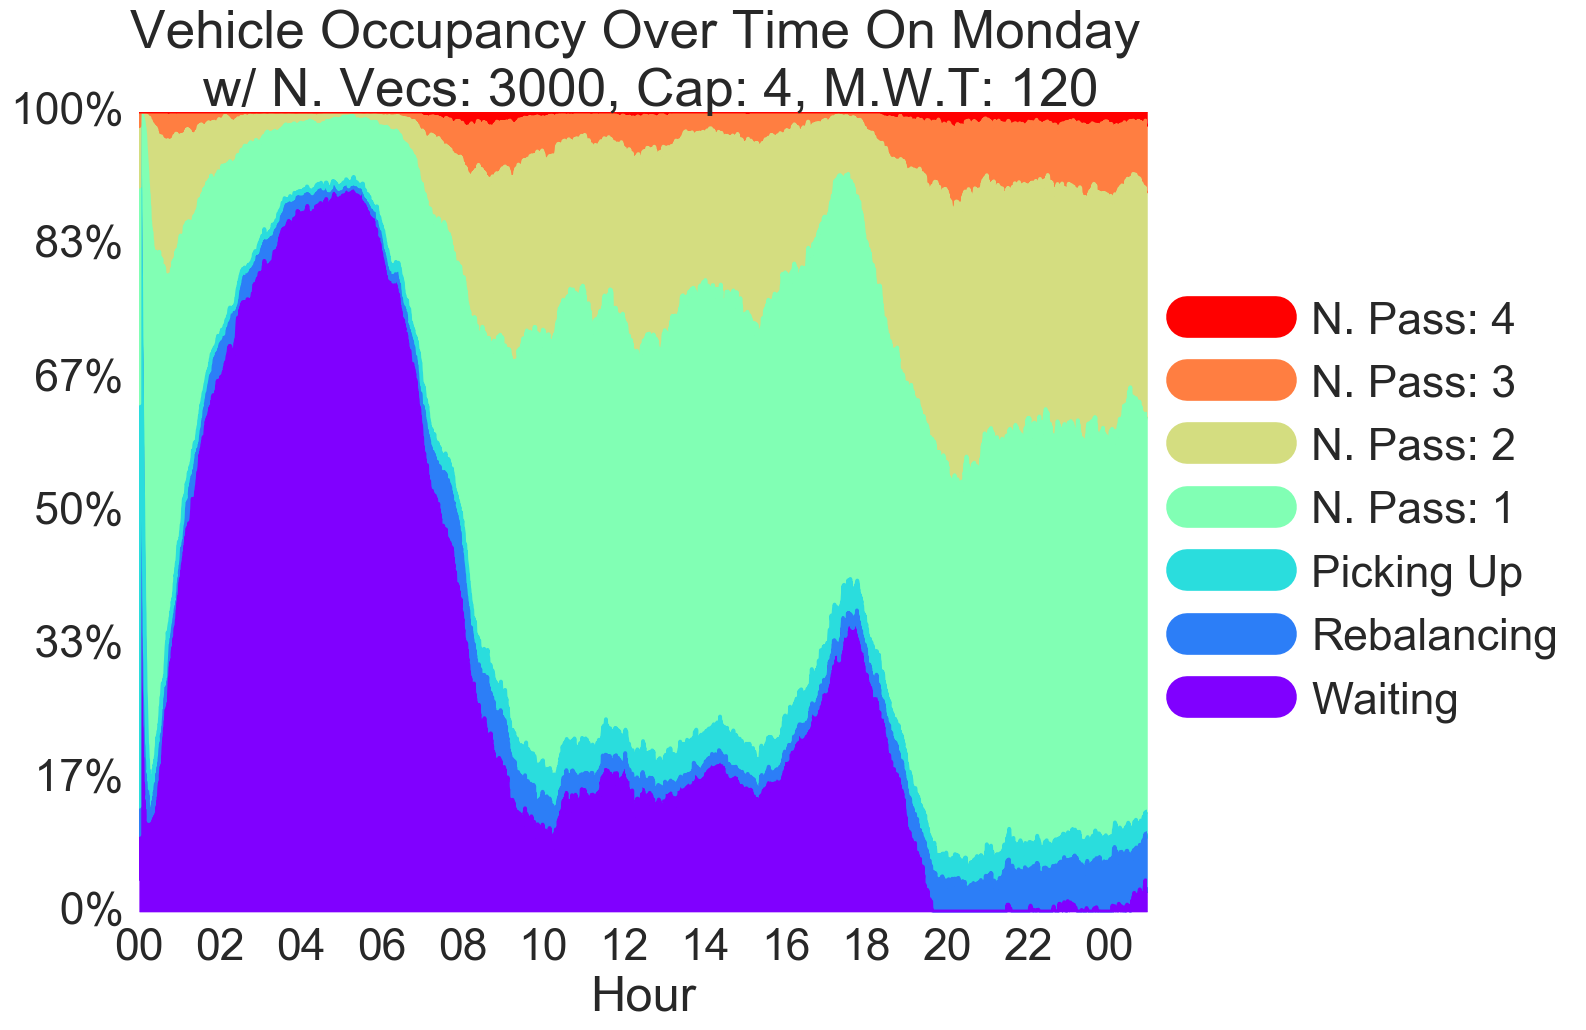 Vehicle Occupancy Over Time On Monday
w/ N. Vecs: 3000, Cap: 4, M.W.T: 120
100%
83%
67%
50%
33%
17%
0%
00 02 04 06 08 10 12 14 16 18 20 22 00
Hour
N. Pass: 4
N. Pass: 3
N. Pass: 2
N. Pass: 1
Picking Up
Rebalancing
Waiting